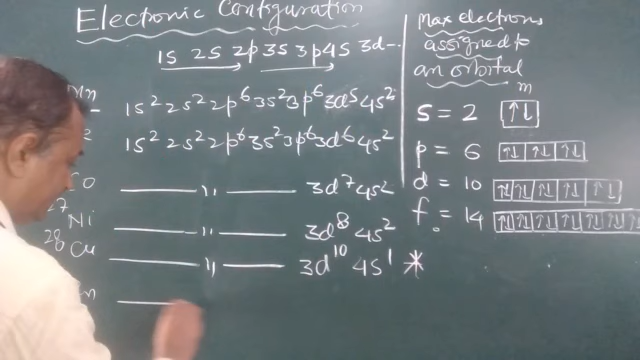 Electronic Configuration
1s 2s 2p 3s 3p 4s 3d--
Mn 1s² 2s² 2p⁶ 3s² 3p⁶ 3d⁵ 4s²
1s² 2s² 2p⁶ 3s² 3p⁶ 3d⁶ 4s²
Co 〃 3d⁷ 4s²
27
Ni 〃 3d⁸ 4s²
28
Cu 〃 3d¹⁰ 4s¹ *
Max electrons
assigned to
an orbital
m
s = 2 ↑↓
p = 6 ↑↓ ↑↓ ↑↓
d = 10 ↑↓ ↑↓ ↑↓ ↑↓ ↑↓
f = 14 ↑↓ ↑↓ ↑↓ ↑↓ ↑↓ ↑↓ ↑↓